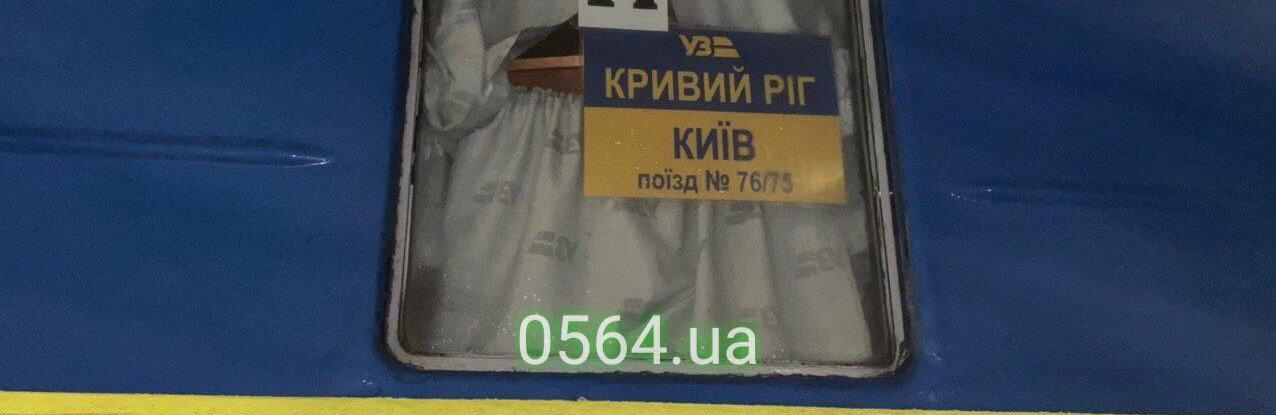 УЗ
КРИВИЙ РІГ
КИЇВ
поїзд № 76/75
0564.ua